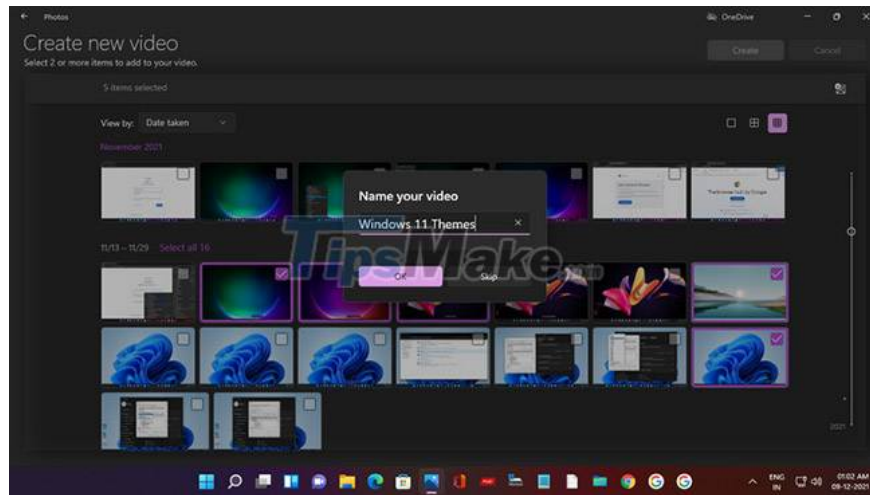 Photos
OneDrive
Create new video
Select 2 or more items to add to your video.
Create
Cancel
5 items selected
View by:
Date taken
November 2021
Name your video
Windows 11 Themes
11/13 – 11/29
Select all 16
TipsMake.com
OK
Skip
2021
ENG
IN
01:02 AM
09-12-2021